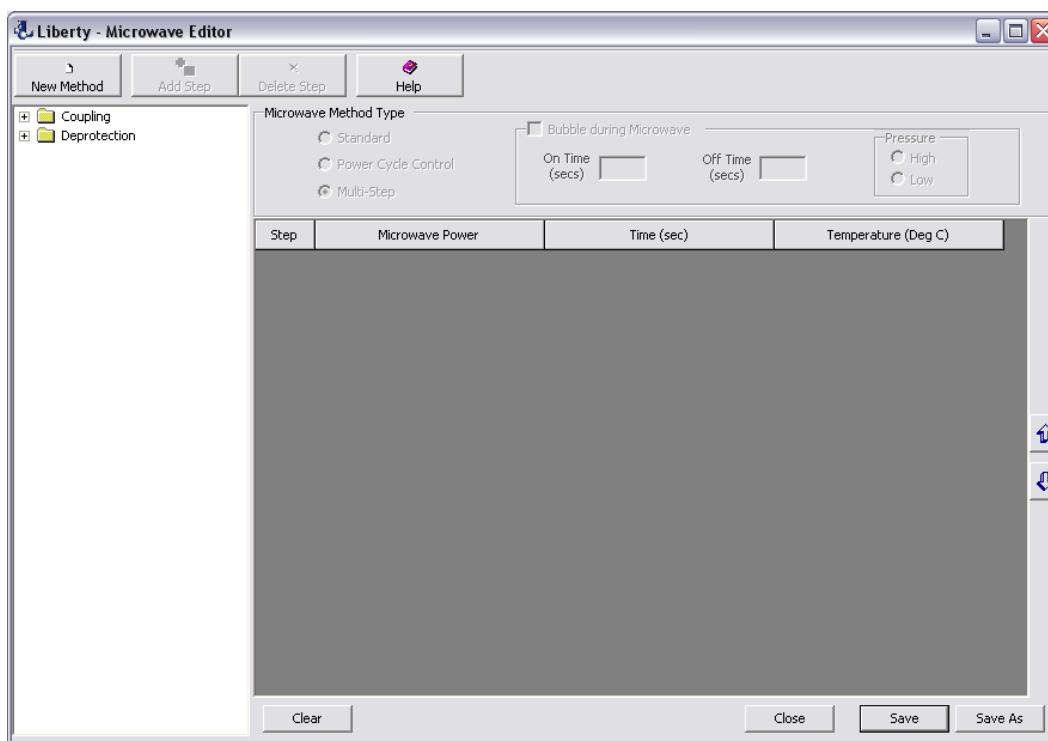 Liberty - Microwave Editor
New Method
Add Step
Delete Step
Help
Coupling
Deprotection
Microwave Method Type
Standard
Power Cycle Control
Multi-Step
Bubble during Microwave
On Time
(secs)
Off Time
(secs)
Pressure
High
Low
Step
Microwave Power
Time (sec)
Temperature (Deg C)
Clear
Close
Save
Save As